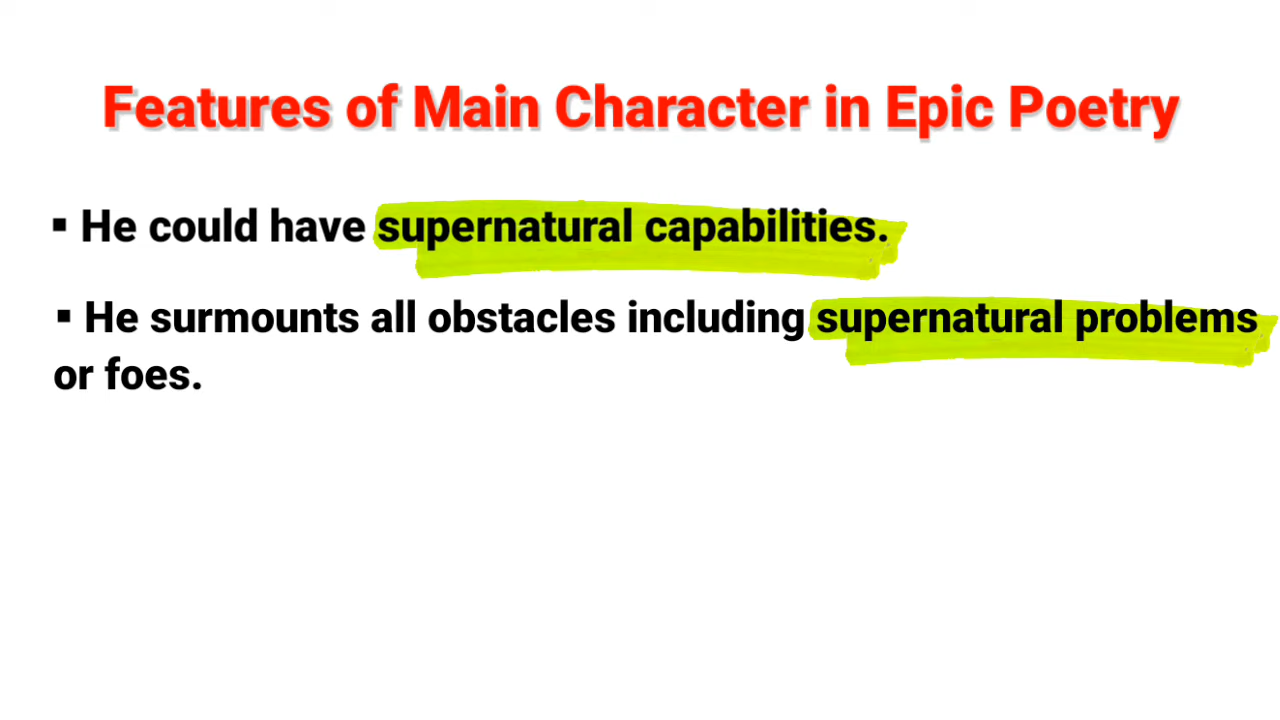 Features of Main Character in Epic Poetry
▪ He could have supernatural capabilities.
▪ He surmounts all obstacles including supernatural problems
or foes.